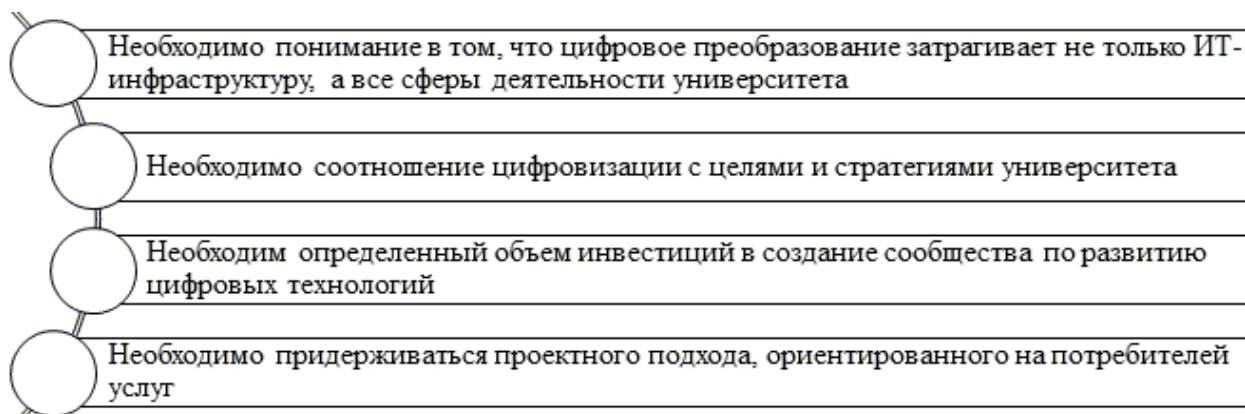 Необходимо понимание в том, что цифровое преобразование затрагивает не только ИТ-
инфраструктуру, а все сферы деятельности университета
Необходимо соотношение цифровизации с целями и стратегиями университета
Необходим определенный объем инвестиций в создание сообщества по развитию
цифровых технологий
Необходимо придерживаться проектного подхода, ориентированного на потребителей
услуг